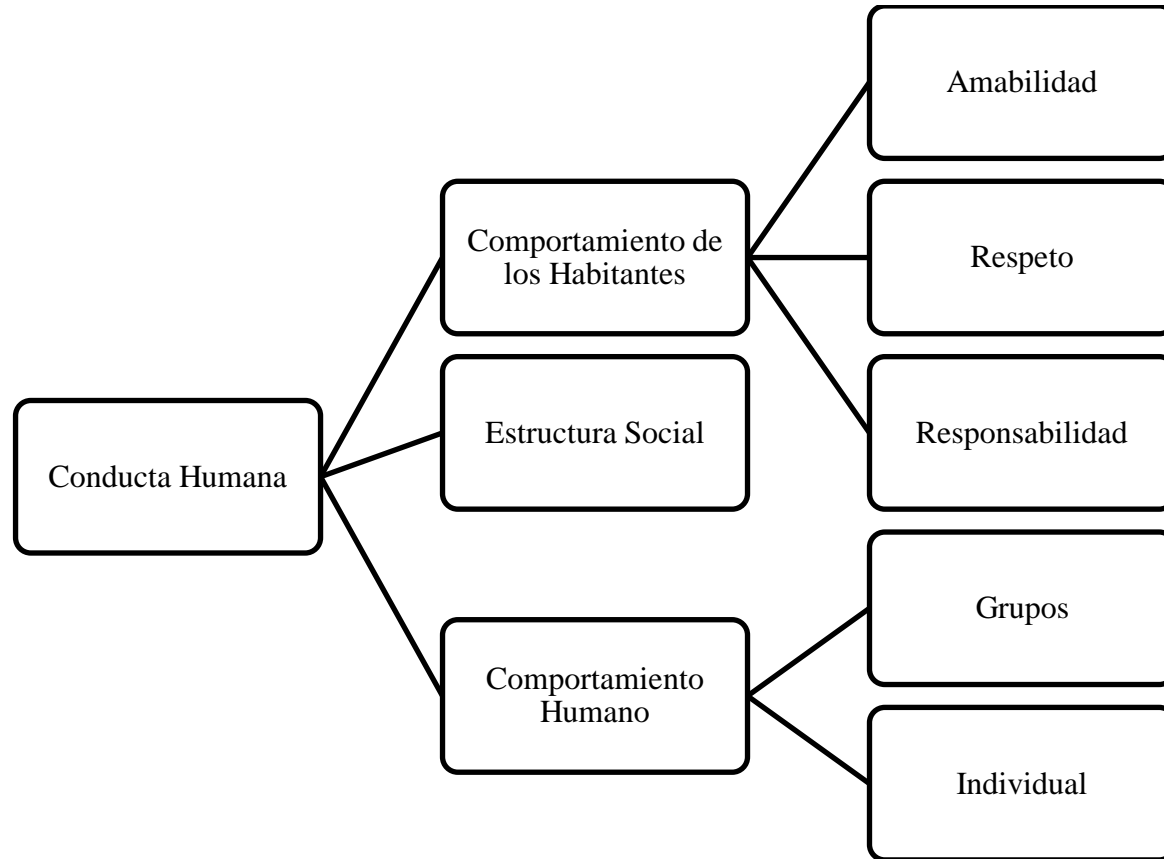 Amabilidad
Comportamiento de
los Habitantes
Respeto
Estructura Social
Responsabilidad
Conducta Humana
Grupos
Comportamiento
Humano
Individual